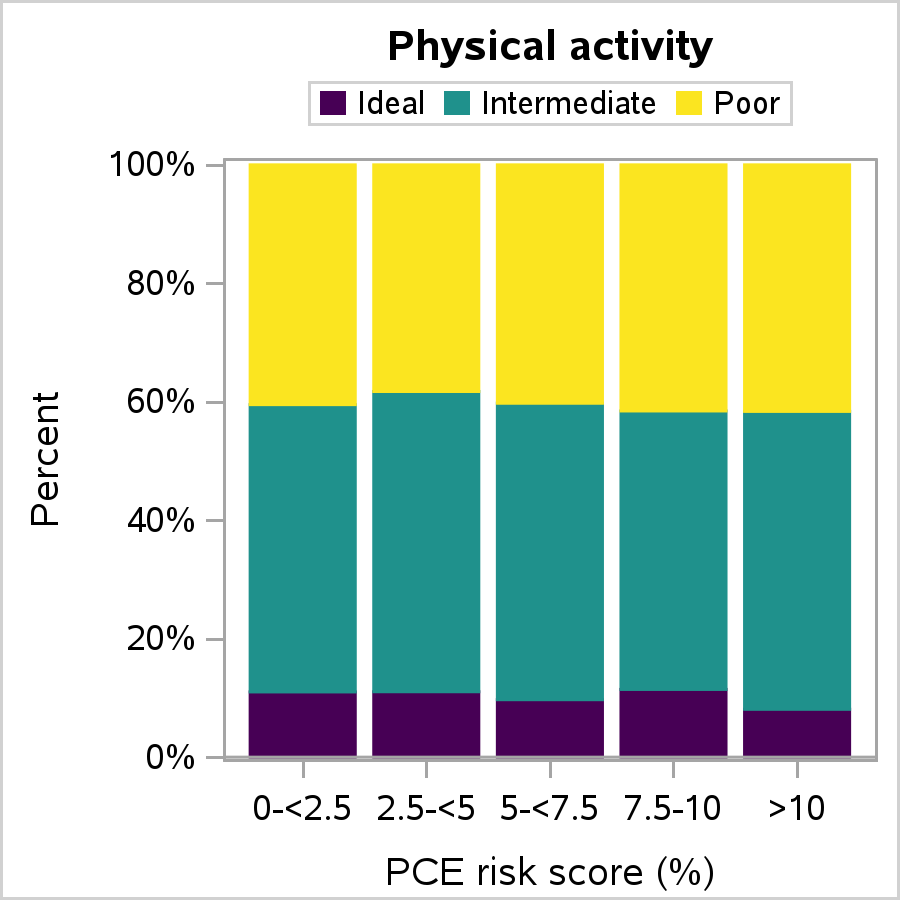 Physical activity
Ideal Intermediate Poor
100%
80%
60%
40%
20%
0%
Percent
0-<2.5 2.5-<5 5-<7.5 7.5-10 >10
PCE risk score (%)